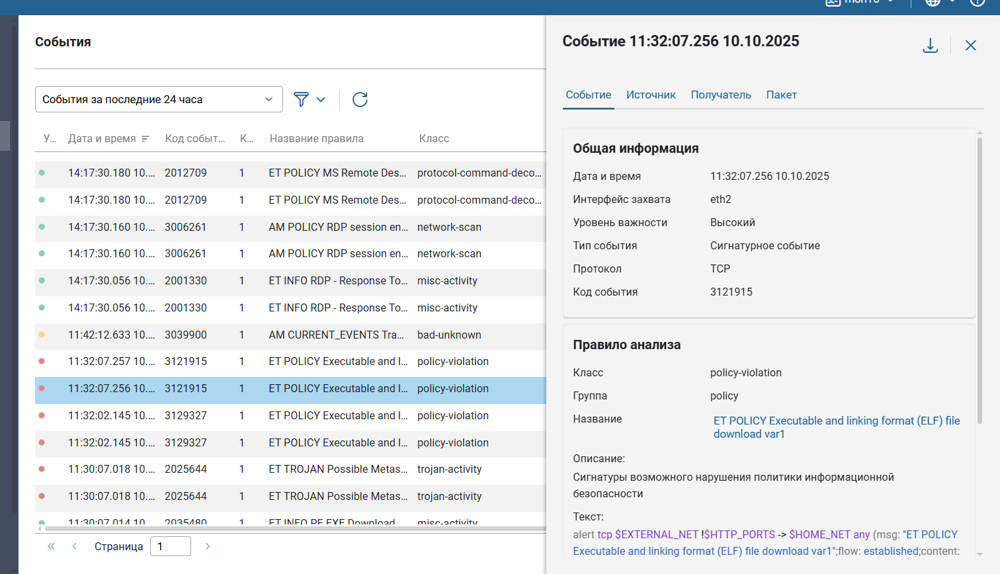 События
События за последние 24 часа
У... Дата и время Код событ... К... Название правила Класс
14:17:30.180 10.... 2012709 1 ET POLICY MS Remote Des... protocol-command-deco...
14:17:30.180 10.... 2012709 1 ET POLICY MS Remote Des... protocol-command-deco...
14:17:30.160 10.... 3006261 1 AM POLICY RDP session en... network-scan
14:17:30.160 10.... 3006261 1 AM POLICY RDP session en... network-scan
14:17:30.056 10.... 2001330 1 ET INFO RDP - Response To... misc-activity
14:17:30.056 10.... 2001330 1 ET INFO RDP - Response To... misc-activity
11:42:12.633 10.... 3039900 1 AM CURRENT_EVENTS Tra... bad-unknown
11:32:07.257 10.... 3121915 1 ET POLICY Executable and l... policy-violation
11:32:07.256 10.... 3121915 1 ET POLICY Executable and l... policy-violation
11:32:02.145 10.... 3129327 1 ET POLICY Executable and l... policy-violation
11:32:02.145 10.... 3129327 1 ET POLICY Executable and l... policy-violation
11:30:07.018 10.... 2025644 1 ET TROJAN Possible Metas... trojan-activity
11:30:07.018 10.... 2025644 1 ET TROJAN Possible Metas... trojan-activity
11:30:07.014 10.... 2035480 1 ET INFO PE EXE Download misc-activity
Страница 1
Событие 11:32:07.256 10.10.2025
Событие Источник Получатель Пакет
Общая информация
Дата и время 11:32:07.256 10.10.2025
Интерфейс захвата eth2
Уровень важности Высокий
Тип события Сигнатурное событие
Протокол TCP
Код события 3121915
Правило анализа
Класс policy-violation
Группа policy
Название ET POLICY Executable and linking format (ELF) file
download var1
Описание:
Сигнатуры возможного нарушения политики информационной
безопасности
Текст:
alert tcp $EXTERNAL_NET !$HTTP_PORTS -> $HOME_NET any (msg: "ET POLICY
Executable and linking format (ELF) file download var1";flow: established;content: